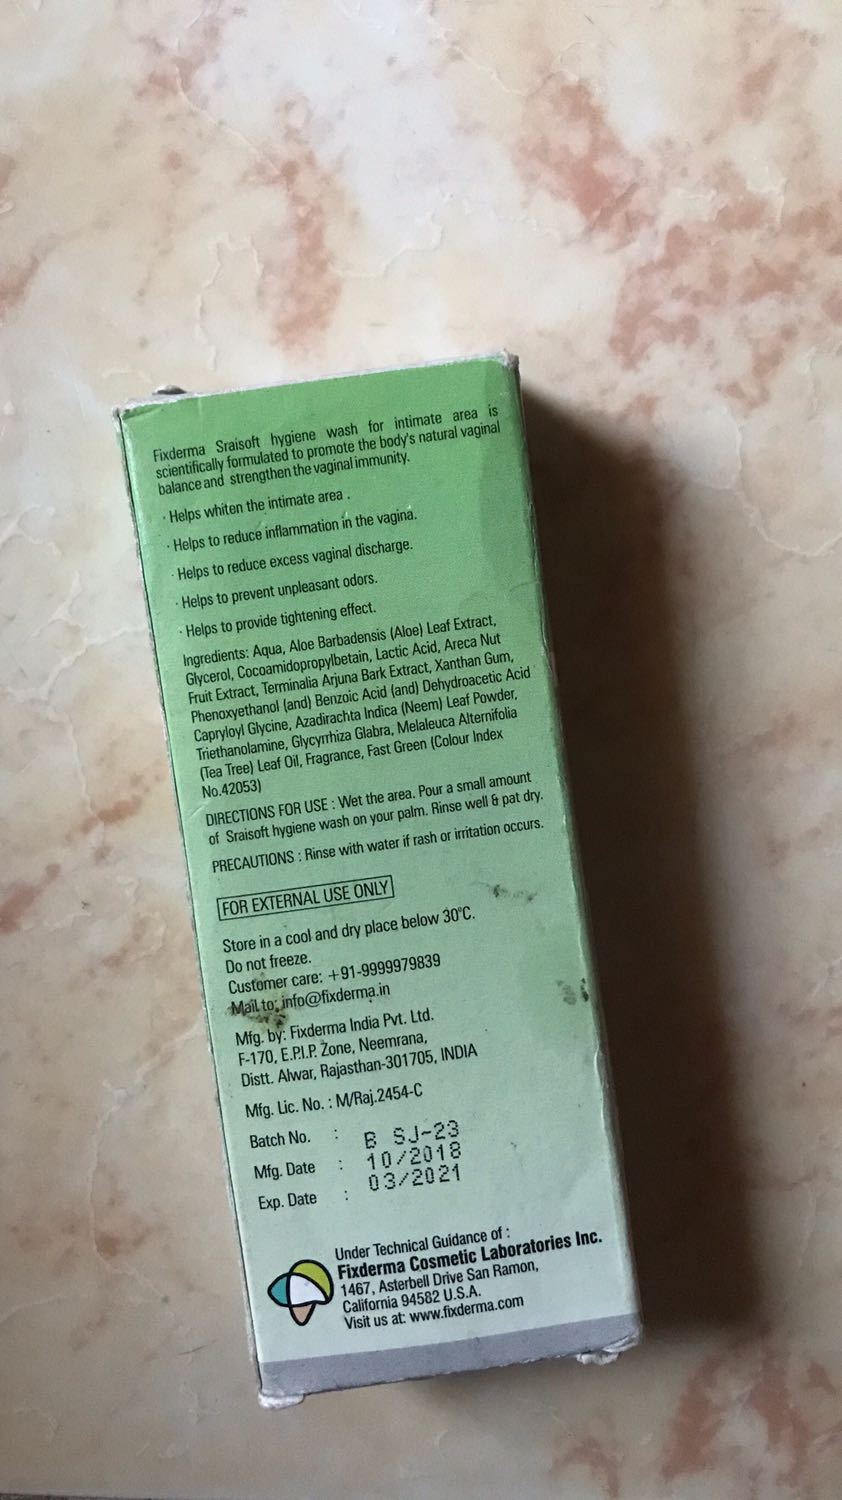 Fixderma Sraisoft hygiene wash for intimate area is
scientifically formulated to promote the body's natural vaginal
balance and strengthen the vaginal immunity.
· Helps whiten the intimate area .
· Helps to reduce inflammation in the vagina.
· Helps to reduce excess vaginal discharge.
· Helps to prevent unpleasant odors.
· Helps to provide tightening effect.
Ingredients: Aqua, Aloe Barbadensis (Aloe) Leaf Extract,
Glycerol, Cocoamidopropylbetain, Lactic Acid, Areca Nut
Fruit Extract, Terminalia Arjuna Bark Extract, Xanthan Gum,
Phenoxyethanol (and) Benzoic Acid (and) Dehydroacetic Acid
Capryloyl Glycine, Azadirachta Indica (Neem) Leaf Powder,
Triethanolamine, Glycyrrhiza Glabra, Melaleuca Alternifolia
(Tea Tree) Leaf Oil, Fragrance, Fast Green (Colour Index
No.42053)
DIRECTIONS FOR USE : Wet the area. Pour a small amount
of Sraisoft hygiene wash on your palm. Rinse well & pat dry.
PRECAUTIONS : Rinse with water if rash or irritation occurs.
FOR EXTERNAL USE ONLY
Store in a cool and dry place below 30°C.
Do not freeze.
Customer care: +91-9999979839
Mail to: info@fixderma.in
Mfg. by: Fixderma India Pvt. Ltd.
F-170, E.P.I.P. Zone, Neemrana,
Distt. Alwar, Rajasthan-301705, INDIA
Mfg. Lic. No. : M/Raj.2454-C
Batch No. : B SJ-23
Mfg. Date : 10/2018
Exp. Date : 03/2021
Under Technical Guidance of :
Fixderma Cosmetic Laboratories Inc.
1467, Asterbell Drive San Ramon,
California 94582 U.S.A.
Visit us at: www.fixderma.com